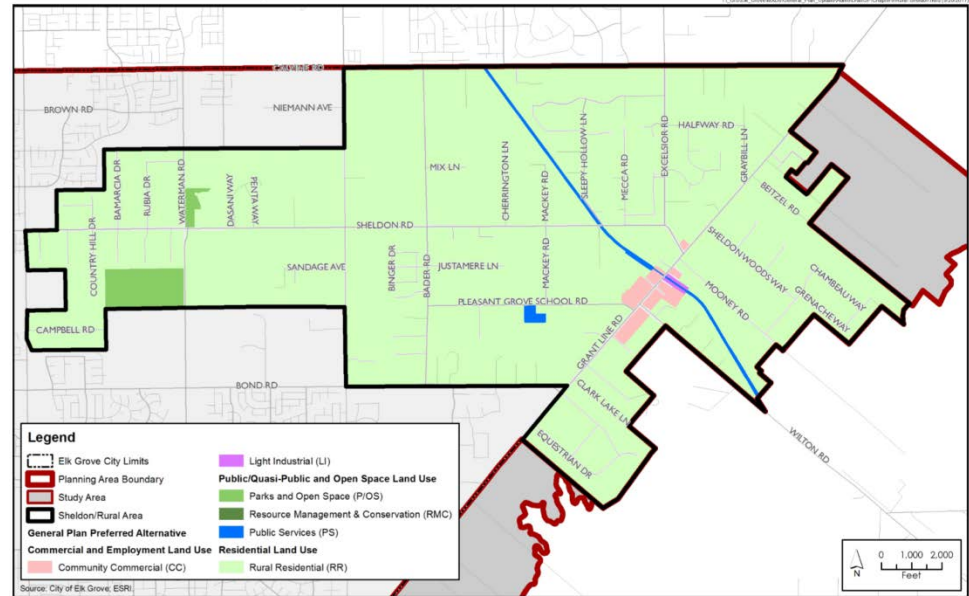 CALVINE RD
BROWN RD
NIEMANN AVE
HALFWAY RD
MIX LN
CHERRINGTON LN
MACKEY RD
SLEEPY HOLLOW LN
MECCA RD
EXCELSIOR RD
GRAYBILL LN
BAMARCIA DR
RUBIA DR
WATERMAN RD
DASANI WAY
PENTA WAY
BEITZEL RD
SHELDON RD
COUNTRY HILL DR
SANDAGE AVE
BINGER DR
BADER RD
JUSTAMERE LN
MACKEY RD
SHELDON WOODS WAY
CHAMBEAU WAY
GRENACHE WAY
MOONEY RD
PLEASANT GROVE SCHOOL RD
CAMPBELL RD
GRANT LINE RD
BOND RD
CLARK LAKE LN
EQUESTRIAN DR
WILTON RD
Legend
Elk Grove City Limits
Planning Area Boundary
Study Area
Sheldon/Rural Area
General Plan Preferred Alternative
Commercial and Employment Land Use
Community Commercial (CC)
Light Industrial (LI)
Public/Quasi-Public and Open Space Land Use
Parks and Open Space (P/OS)
Resource Management & Conservation (RMC)
Public Services (PS)
Residential Land Use
Rural Residential (RR)
N
0 1,000 2,000
Feet
Source: City of Elk Grove; ESRI.